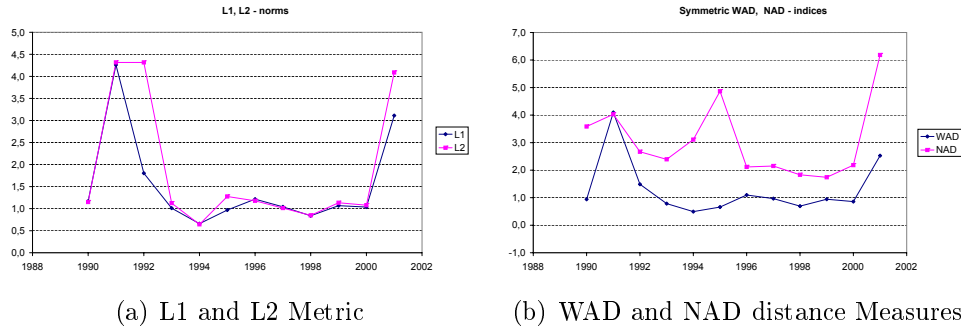 L1, L2 - norms
5,0
4,5
4,0
3,5
3,0
2,5
2,0
1,5
1,0
0,5
0,0
1988 1990 1992 1994 1996 1998 2000 2002
L1
L2
(a) L1 and L2 Metric
Symmetric WAD, NAD - indices
7,0
6,0
5,0
4,0
3,0
2,0
1,0
0,0
-1,0
1988 1990 1992 1994 1996 1998 2000 2002
WAD
NAD
(b) WAD and NAD distance Measures